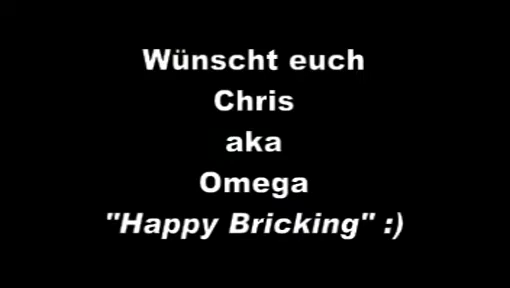 Wünscht euch
Chris
aka
Omega
"Happy Bricking" :)